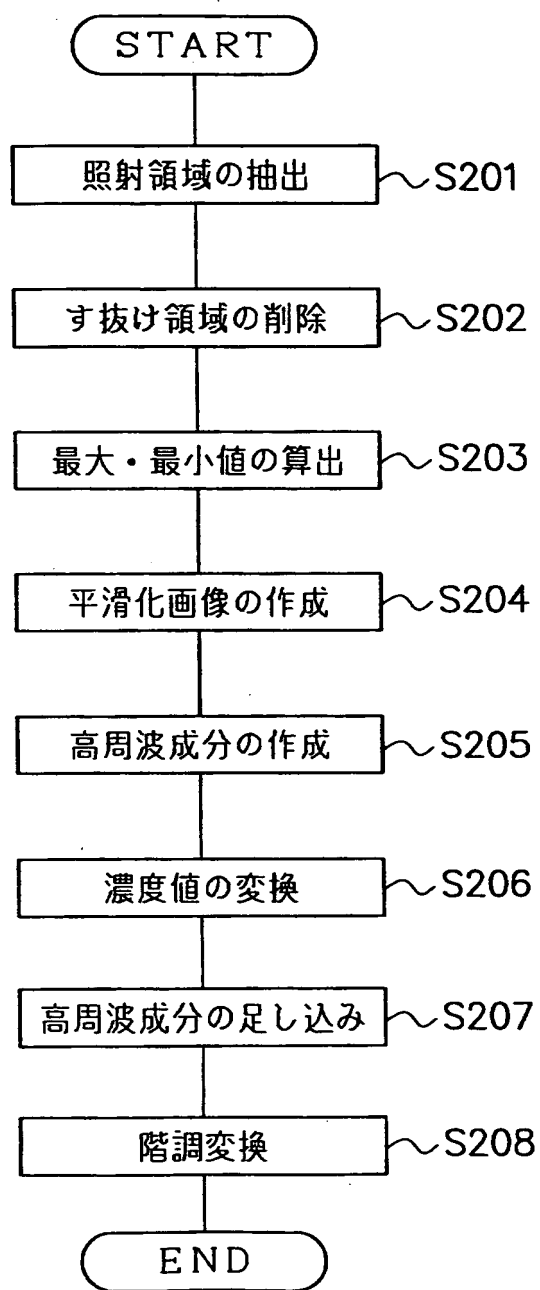 START
照射領域の抽出 S201
す抜け領域の削除 S202
最大・最小値の算出 S203
平滑化画像の作成 S204
高周波成分の作成 S205
濃度値の変換 S206
高周波成分の足し込み S207
階調変換 S208
END